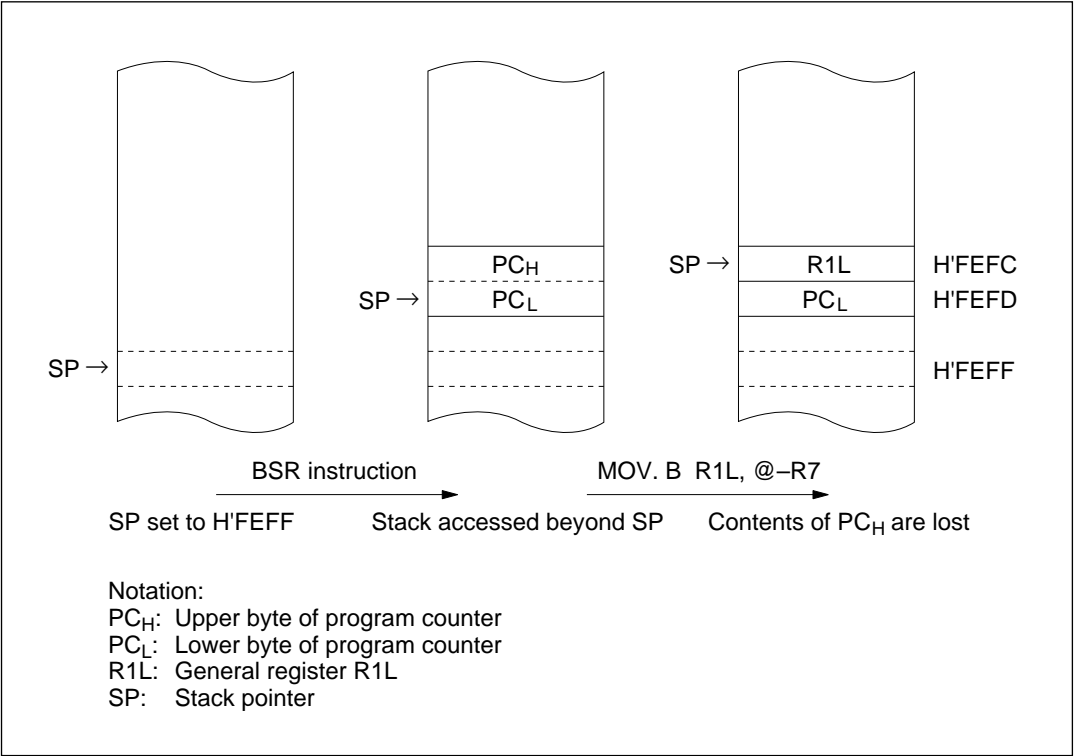 PCH
SP → R1L H'FEFC
SP → PCL PCL H'FEFD
SP → H'FEFF
BSR instruction MOV. B R1L, @–R7
SP set to H'FEFF Stack accessed beyond SP Contents of PCH are lost
Notation:
PCH: Upper byte of program counter
PCL: Lower byte of program counter
R1L: General register R1L
SP: Stack pointer